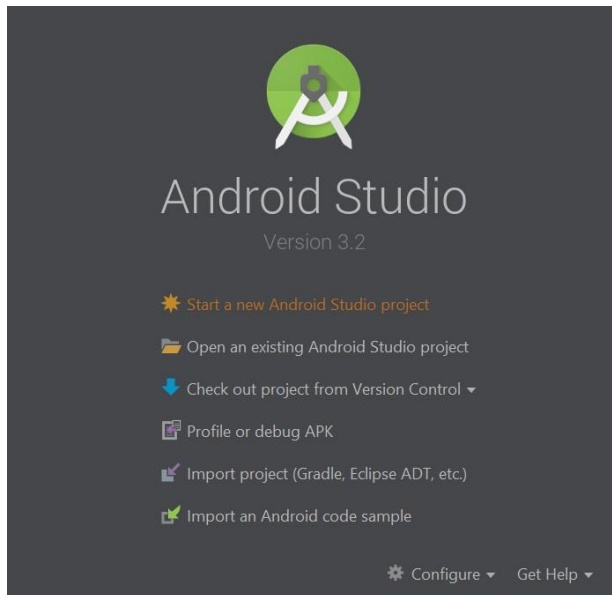 Android Studio
Version 3.2
Start a new Android Studio project
Open an existing Android Studio project
Check out project from Version Control
Profile or debug APK
Import project (Gradle, Eclipse ADT, etc.)
Import an Android code sample
Configure Get Help